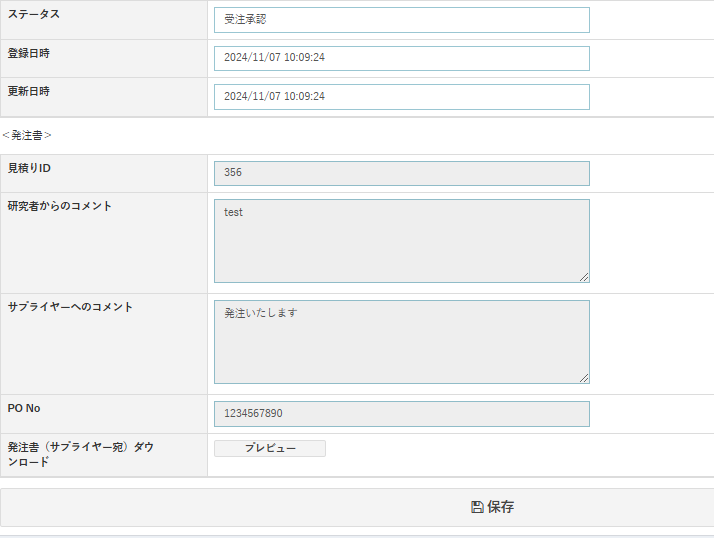 ステータス
受注承認
登録日時
2024/11/07 10:09:24
更新日時
2024/11/07 10:09:24
＜発注書＞
見積りID
356
研究者からのコメント
test
サプライヤーへのコメント
発注いたします
PO No
1234567890
発注書（サプライヤー宛）ダウ
ンロード
プレビュー
保存